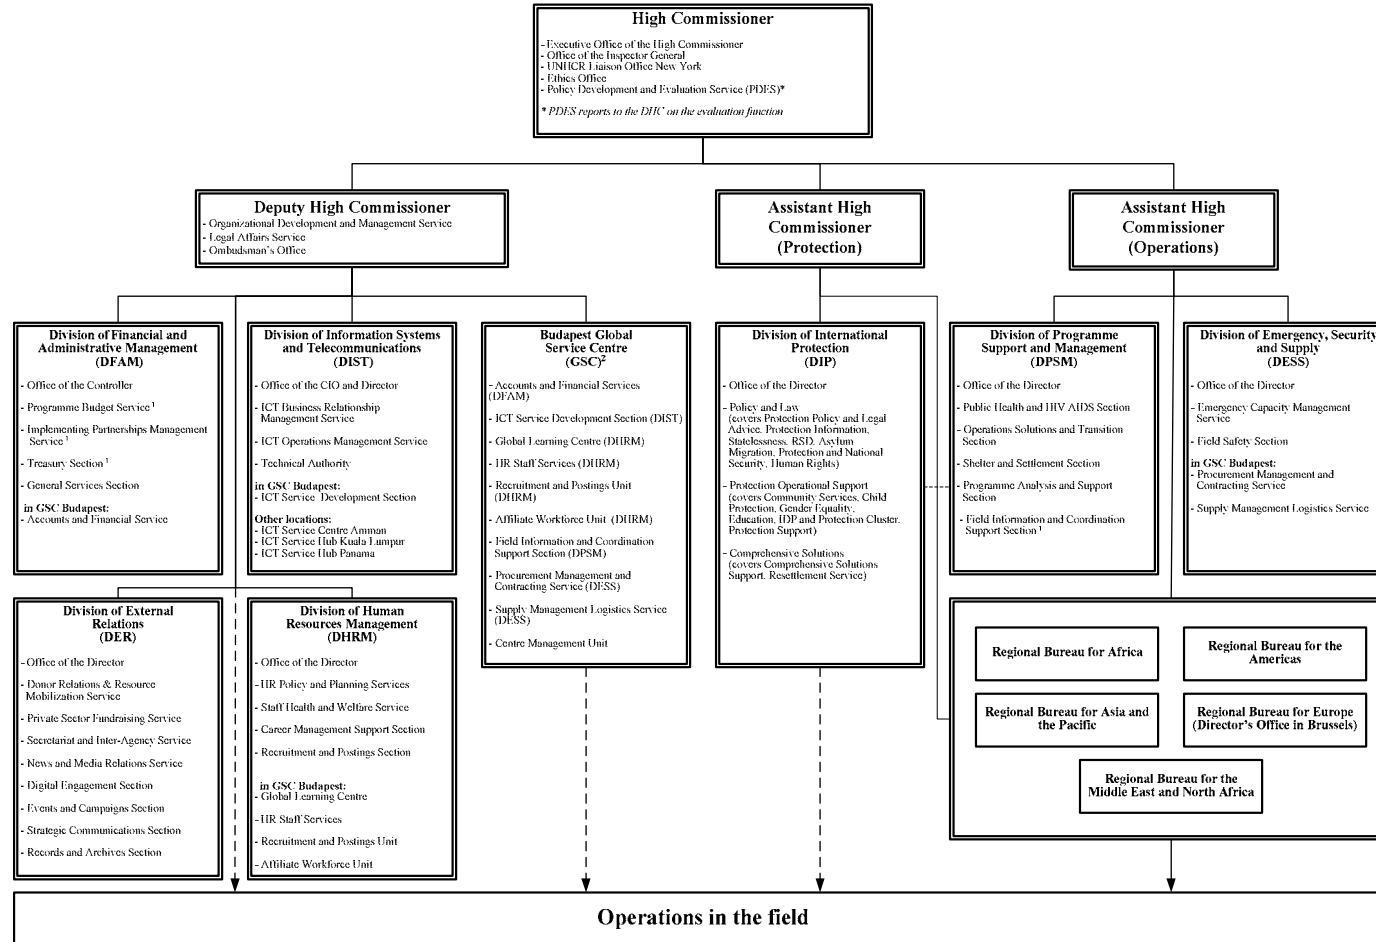 High Commissioner
- Executive Office of the High Commissioner
- Office of the Inspector General
- UNHCR Liaison Office New York
- Ethics Office
- Policy Development and Evaluation Service (PDES)*
* PDES reports to the DHC on the evaluation function
Deputy High Commissioner
- Organizational Development and Management Service
- Legal Affairs Service
- Ombudsman's Office
Assistant High
Commissioner
(Protection)
Assistant High
Commissioner
(Operations)
Division of Financial and
Administrative Management
(DFAM)
- Office of the Controller
- Programme Budget Service ¹
- Implementing Partnerships Management
Service ¹
- Treasury Section ¹
- General Services Section
in GSC Budapest:
- Accounts and Financial Service
Division of Information Systems
and Telecommunications
(DIST)
- Office of the CIO and Director
- ICT Business Relationship
Management Service
- ICT Operations Management Service
- Technical Authority
in GSC Budapest:
- ICT Service Development Section
Other locations:
- ICT Service Centre Amman
- ICT Service Hub Kuala Lumpur
- ICT Service Hub Panama
Budapest Global
Service Centre
(GSC)²
- Accounts and Financial Services
(DFAM)
- ICT Service Development Section (DIST)
- Global Learning Centre (DHRM)
- HR Staff Services (DHRM)
- Recruitment and Postings Unit
(DHRM)
- Affiliate Workforce Unit (DHRM)
- Field Information and Coordination
Support Section (DPSM)
- Procurement Management and
Contracting Service (DESS)
- Supply Management Logistics Service
(DESS)
- Centre Management Unit
Division of International
Protection
(DIP)
- Office of the Director
- Policy and Law
(covers Protection Policy and Legal
Advice, Protection Information,
Statelessness, RSD, Asylum
Migration, Protection and National
Security, Human Rights)
- Protection Operational Support
(covers Community Services, Child
Protection, Gender Equality,
Education, IDP and Protection Cluster,
Protection Support)
- Comprehensive Solutions
(covers Comprehensive Solutions
Support, Resettlement Service)
Division of Programme
Support and Management
(DPSM)
- Office of the Director
- Public Health and HIV AIDS Section
- Operations Solutions and Transition
Section
- Shelter and Settlement Section
- Programme Analysis and Support
Section
- Field Information and Coordination
Support Section ¹
Division of Emergency, Security
and Supply
(DESS)
- Office of the Director
- Emergency Capacity Management
Service
- Field Safety Section
in GSC Budapest:
- Procurement Management and
Contracting Service
- Supply Management Logistics Service
Division of External
Relations
(DER)
- Office of the Director
- Donor Relations & Resource
Mobilization Service
- Private Sector Fundraising Service
- Secretariat and Inter-Agency Service
- News and Media Relations Service
- Digital Engagement Section
- Events and Campaigns Section
- Strategic Communications Section
- Records and Archives Section
Division of Human
Resources Management
(DHRM)
- Office of the Director
- HR Policy and Planning Services
- Staff Health and Welfare Service
- Career Management Support Section
- Recruitment and Postings Section
in GSC Budapest:
- Global Learning Centre
- HR Staff Services
- Recruitment and Postings Unit
- Affiliate Workforce Unit
Regional Bureau for Africa
Regional Bureau for the
Americas
Regional Bureau for Asia and
the Pacific
Regional Bureau for Europe
(Director's Office in Brussels)
Regional Bureau for the
Middle East and North Africa
Operations in the field